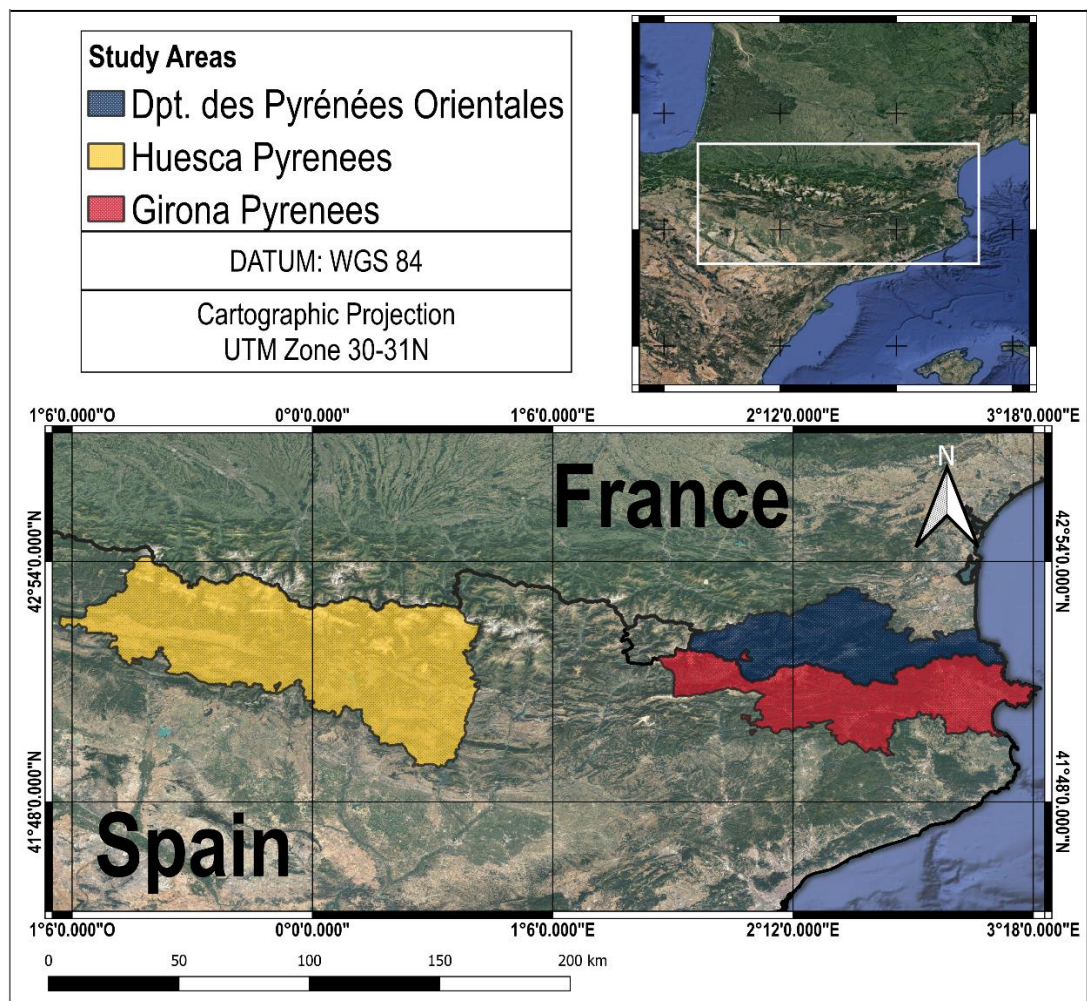 Study Areas
Dpt. des Pyrénées Orientales
Huesca Pyrenees
Girona Pyrenees
DATUM: WGS 84
Cartographic Projection
UTM Zone 30-31N
1°6'0.000"O 0°0'0.000" 1°6'0.000"E 2°12'0.000"E 3°18'0.000"E
N
France
42°54'0.000"N 42°54'0.000"N
41°48'0.000"N 41°48'0.000"N
Spain
1°6'0.000"O 0°0'0.000" 1°6'0.000"E 2°12'0.000"E 3°18'0.000"E
0 50 100 150 200 km